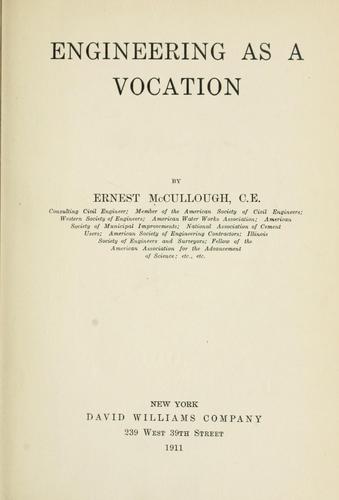 ENGINEERING AS A
VOCATION
BY
ERNEST McCULLOUGH, C.E.
Consulting Civil Engineer; Member of the American Society of Civil Engineers;
Western Society of Engineers; American Water Works Association; American
Society of Municipal Improvements; National Association of Cement
Users; American Society of Engineering Contractors; Illinois
Society of Engineers and Surveyors; Fellow of the
American Association for the Advancement
of Science; etc., etc.
NEW YORK
DAVID WILLIAMS COMPANY
239 WEST 39TH STREET
1911